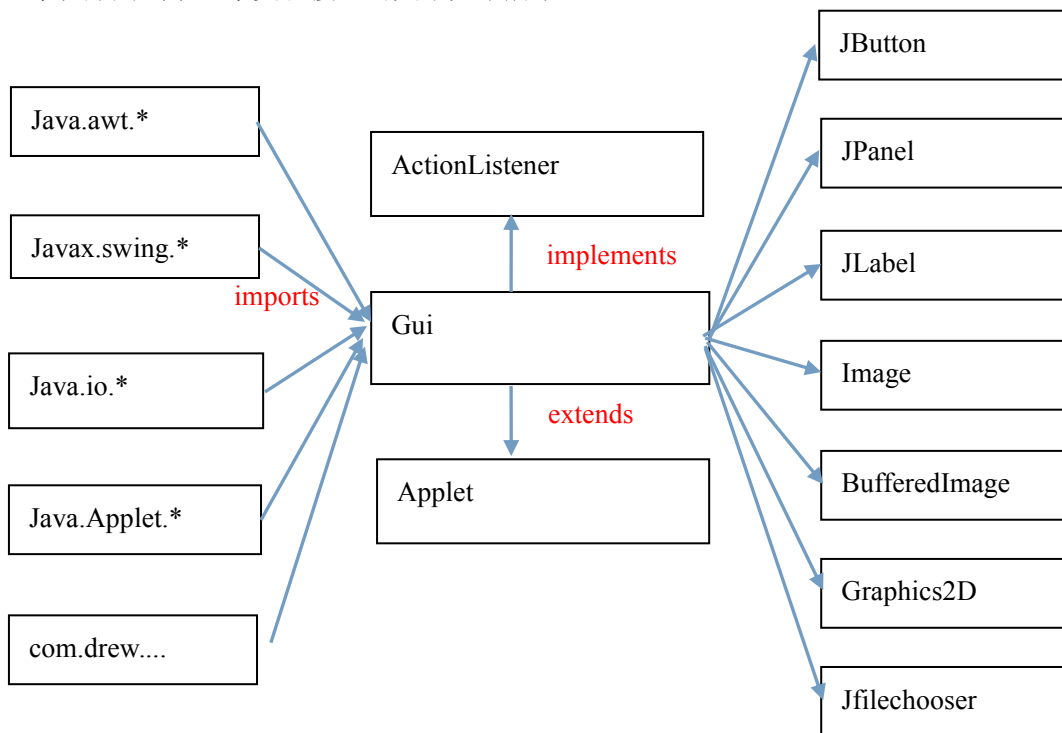 Java.awt.*
Javax.swing.*
imports
Java.io.*
Java.Applet.*
com.drew....
ActionListener
implements
Gui
extends
Applet
JButton
JPanel
JLabel
Image
BufferedImage
Graphics2D
Jfilechooser